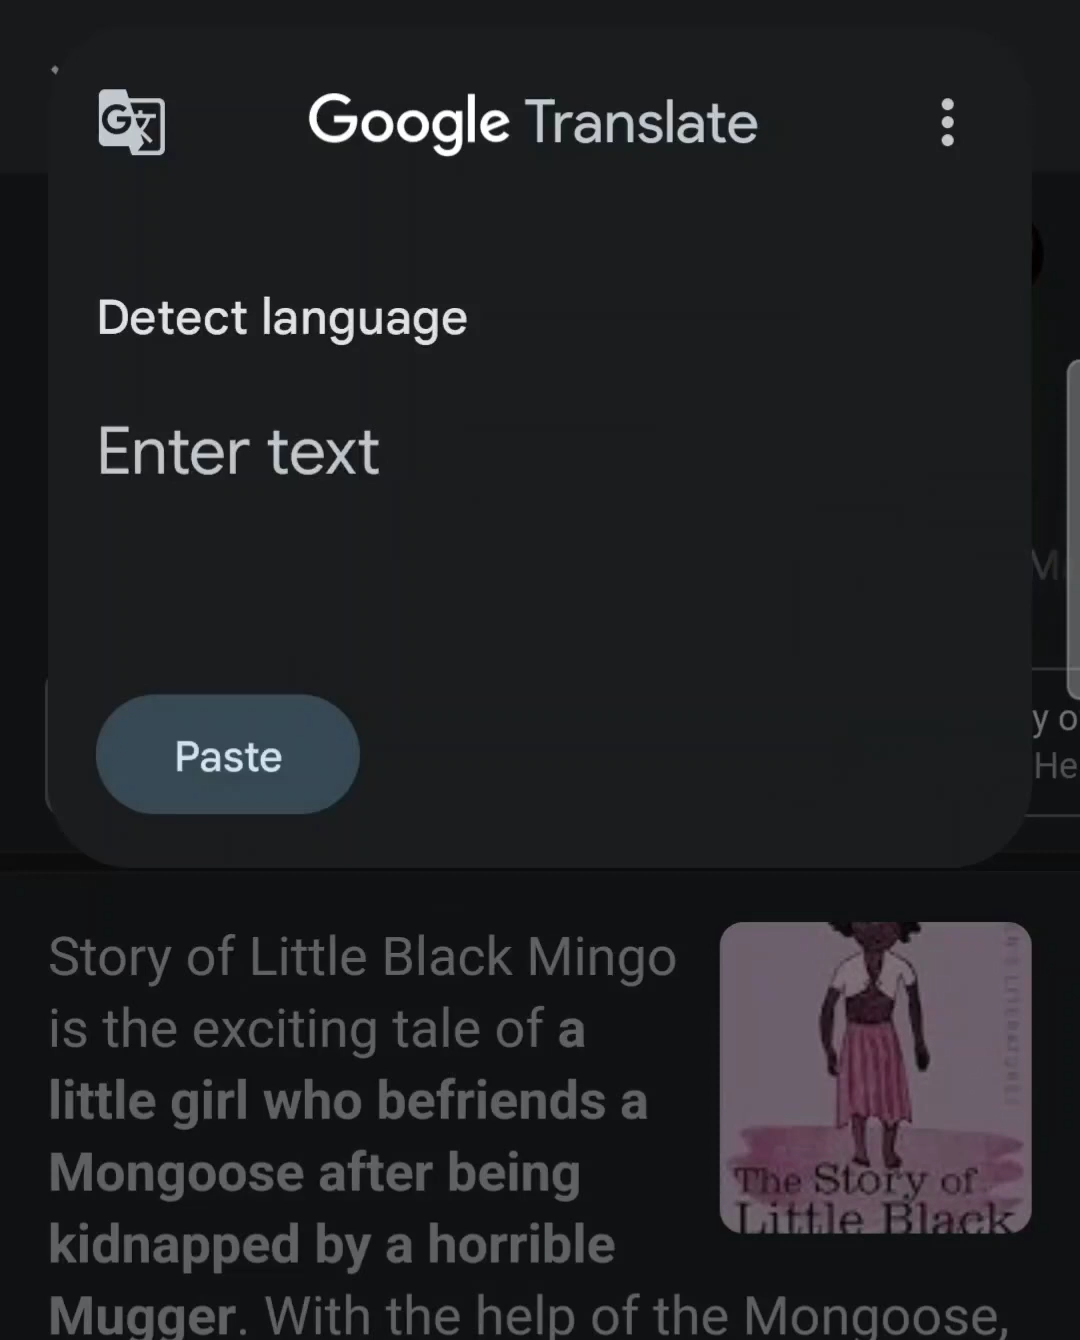 Google Translate
Detect language
Enter text
Paste
y o
He
Story of Little Black Mingo
is the exciting tale of a
little girl who befriends a
Mongoose after being
kidnapped by a horrible
Mugger. With the help of the Mongoose,
The Story of
Little Black